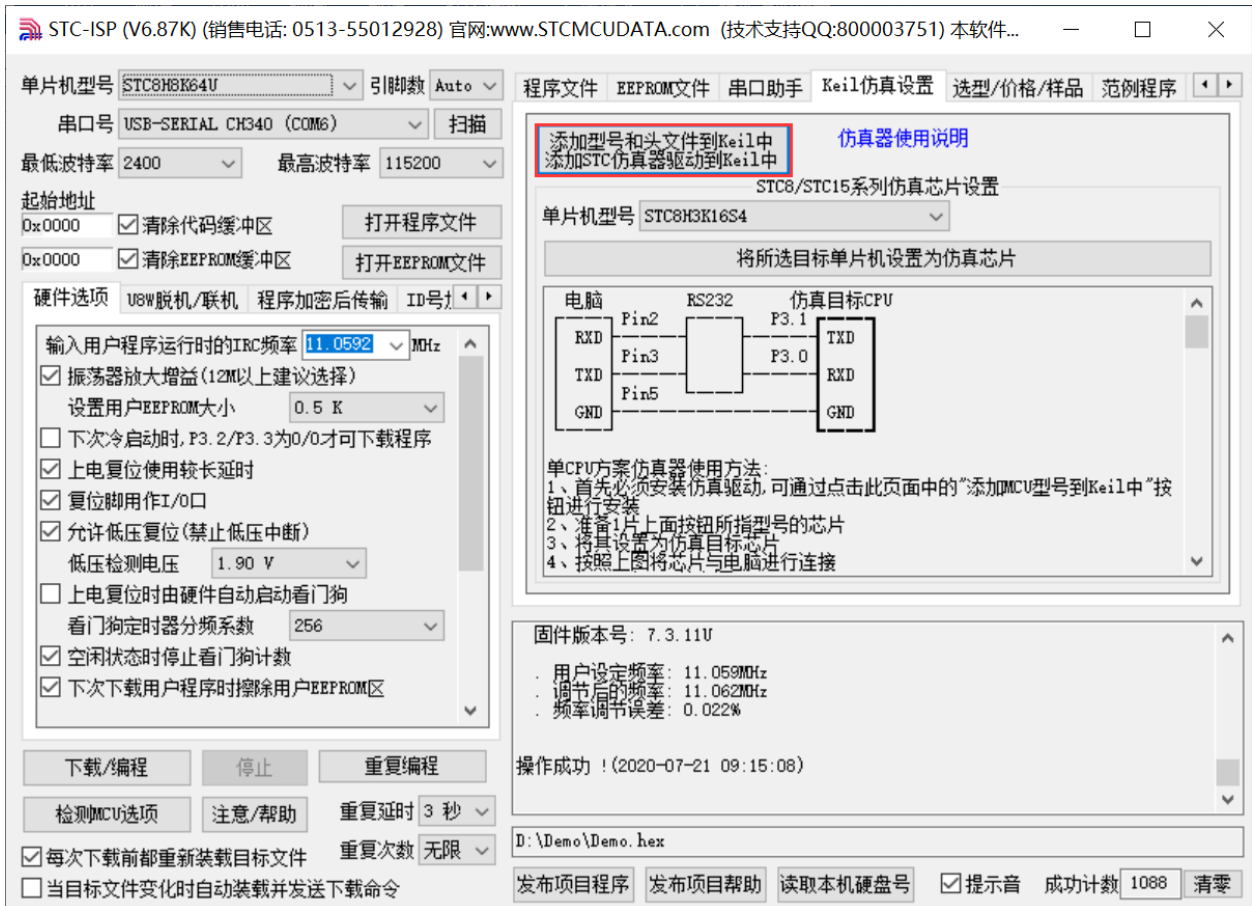 STC-ISP (V6.87K) (销售电话: 0513-55012928) 官网:www.STCMCUDATA.com (技术支持QQ:800003751) 本软件...
单片机型号 STC8H8K64U 引脚数 Auto
串口号 USB-SERIAL CH340 (COM6) 扫描
最低波特率 2400 最高波特率 115200
起始地址
0x0000 清除代码缓冲区 打开程序文件
0x0000 清除EEPROM缓冲区 打开EEPROM文件
硬件选项 U8W脱机/联机 程序加密后传输 ID号
输入用户程序运行时的IRC频率 11.0592 MHz
振荡器放大增益(12M以上建议选择)
设置用户EEPROM大小 0.5 K
下次冷启动时,P3.2/P3.3为0/0才可下载程序
上电复位使用较长延时
复位脚用作I/O口
允许低压复位(禁止低压中断)
低压检测电压 1.90 V
上电复位时由硬件自动启动看门狗
看门狗定时器分频系数 256
空闲状态时停止看门狗计数
下次下载用户程序时擦除用户EEPROM区
下载/编程 停止 重复编程
检测MCU选项 注意/帮助 重复延时 3 秒
重复次数 无限
每次下载前都重新装载目标文件
当目标文件变化时自动装载并发送下载命令
程序文件 EEPROM文件 串口助手 Keil仿真设置 选型/价格/样品 范例程序
添加型号和头文件到Keil中
添加STC仿真器驱动到Keil中
仿真器使用说明
STC8/STC15系列仿真芯片设置
单片机型号 STC8H3K16S4
将所选目标单片机设置为仿真芯片
电脑 RS232 仿真目标CPU
Pin2 P3.1
RXD TXD
Pin3 P3.0
TXD RXD
Pin5
GND GND
单CPU方案仿真器使用方法:
1、首先必须安装仿真驱动,可通过点击此页面中的"添加MCU型号到Keil中"按
钮进行安装
2、准备1片上面按钮所指型号的芯片
3、将其设置为仿真目标芯片
4、按照上图将芯片与电脑进行连接
固件版本号: 7.3.11U
. 用户设定频率: 11.059MHz
. 调节后的频率: 11.062MHz
. 频率调节误差: 0.022%
操作成功 !(2020-07-21 09:15:08)
D:\Demo\Demo.hex
发布项目程序 发布项目帮助 读取本机硬盘号 提示音 成功计数 1088 清零